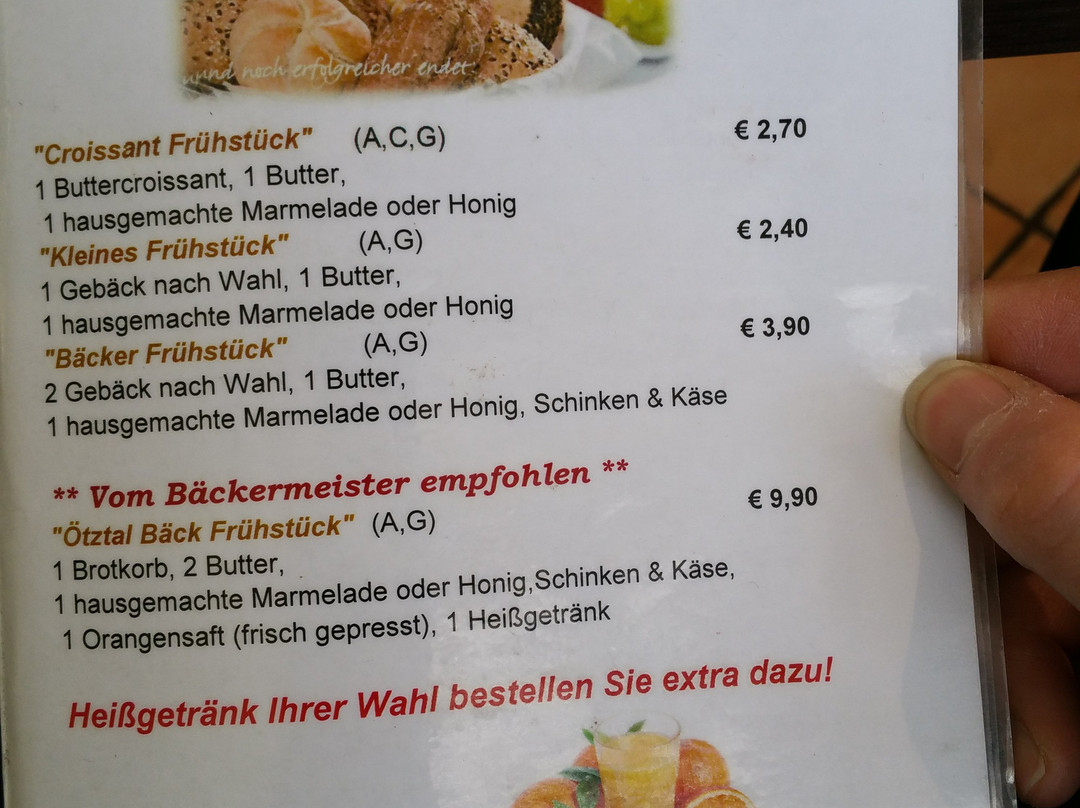 ...und noch erfolgreicher endet.
"Croissant Frühstück" (A,C,G) € 2,70
1 Buttercroissant, 1 Butter,
1 hausgemachte Marmelade oder Honig
"Kleines Frühstück" (A,G) € 2,40
1 Gebäck nach Wahl, 1 Butter,
1 hausgemachte Marmelade oder Honig
"Bäcker Frühstück" (A,G) € 3,90
2 Gebäck nach Wahl, 1 Butter,
1 hausgemachte Marmelade oder Honig, Schinken & Käse
** Vom Bäckermeister empfohlen **
"Ötztal Bäck Frühstück" (A,G) € 9,90
1 Brotkorb, 2 Butter,
1 hausgemachte Marmelade oder Honig,Schinken & Käse,
1 Orangensaft (frisch gepresst), 1 Heißgetränk
Heißgetränk Ihrer Wahl bestellen Sie extra dazu!